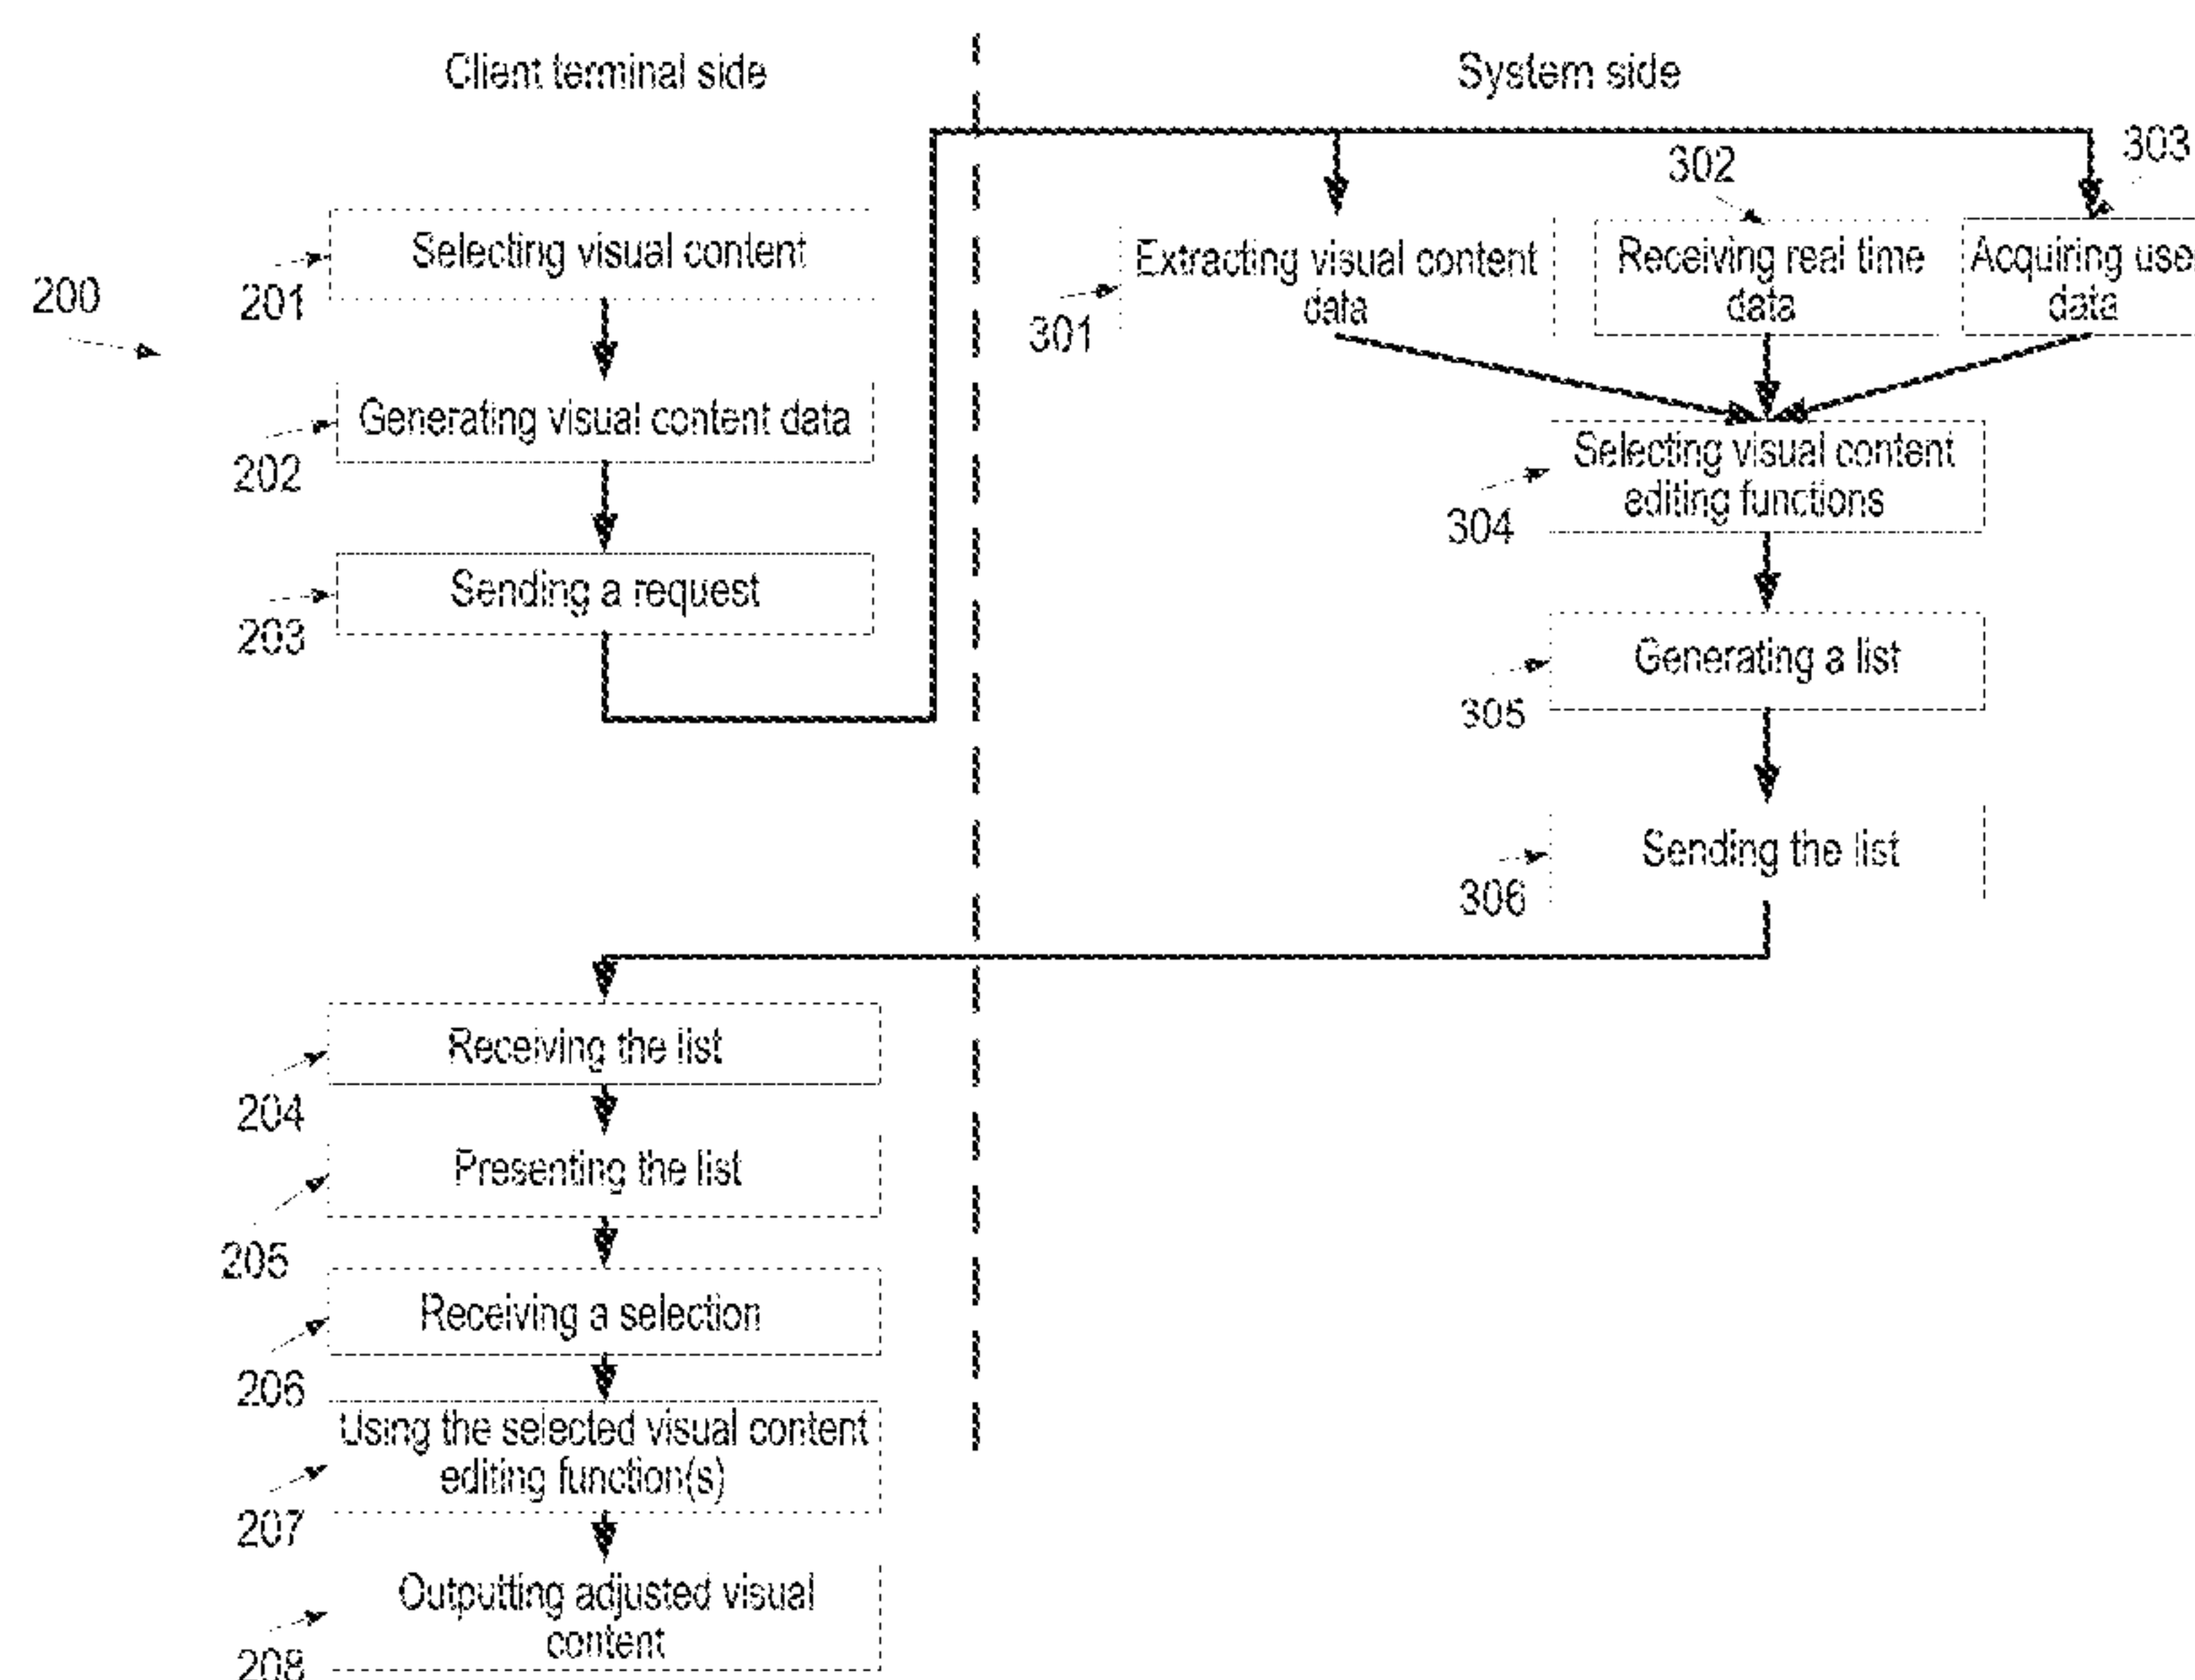 Client terminal side
System side
303
302
Selecting visual content
201
200
Extracting visual content
data
301
Receiving real time
data
Acquiring use
data
Generating visual content data
202
Selecting visual content
editing functions
304
Sending a request
203
Generating a list
305
Sending the list
306
Receiving the list
204
Presenting the list
205
Receiving a selection
206
Using the selected visual content
editing function(s)
207
Outputting adjusted visual
content
208